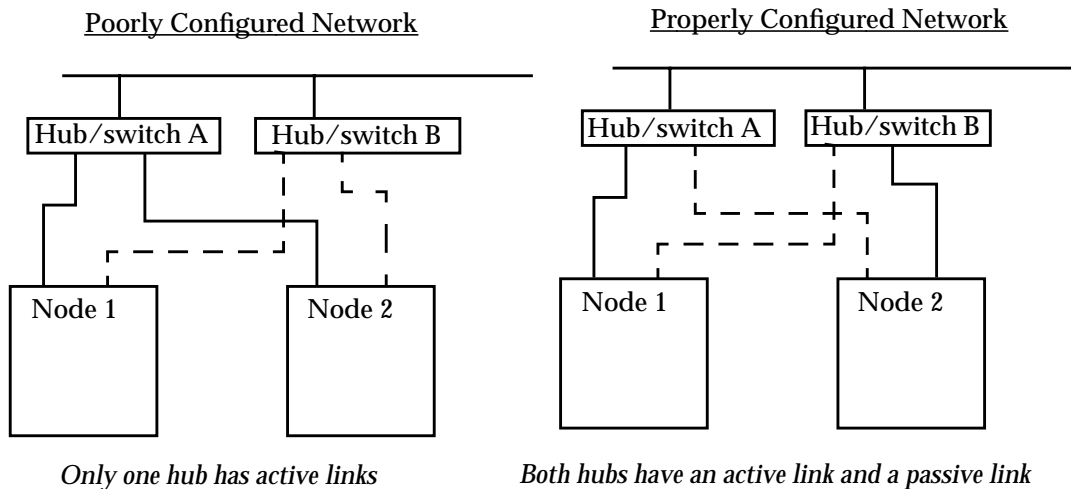 Poorly Configured Network
Hub/switch A
Hub/switch B
Node 1
Node 2
Only one hub has active links
Properly Configured Network
Hub/switch A
Hub/switch B
Node 1
Node 2
Both hubs have an active link and a passive link